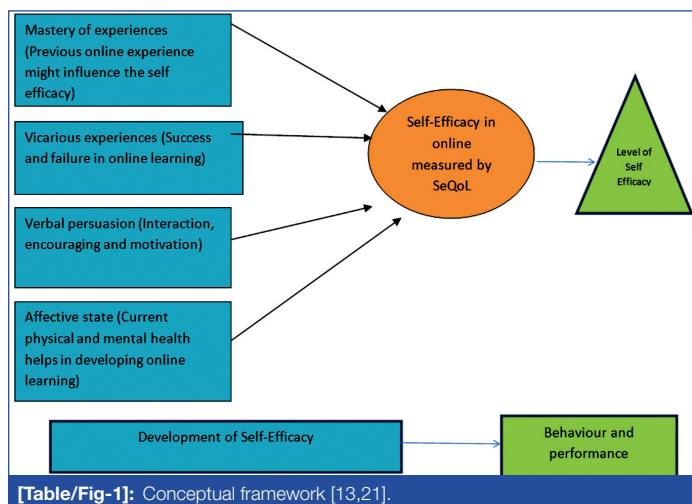 Mastery of experiences
(Previous online experience
might influence the self
efficacy)
Vicarious experiences (Success
and failure in online learning)
Verbal persuasion (Interaction,
encouraging and motivation)
Affective state (Current
physical and mental health
helps in developing online
learning)
Self-Efficacy in
online
measured by
SeQoL
Level of
Self
Efficacy
Development of Self-Efficacy
Behaviour and
performance
[Table/Fig-1]: Conceptual framework [13,21].